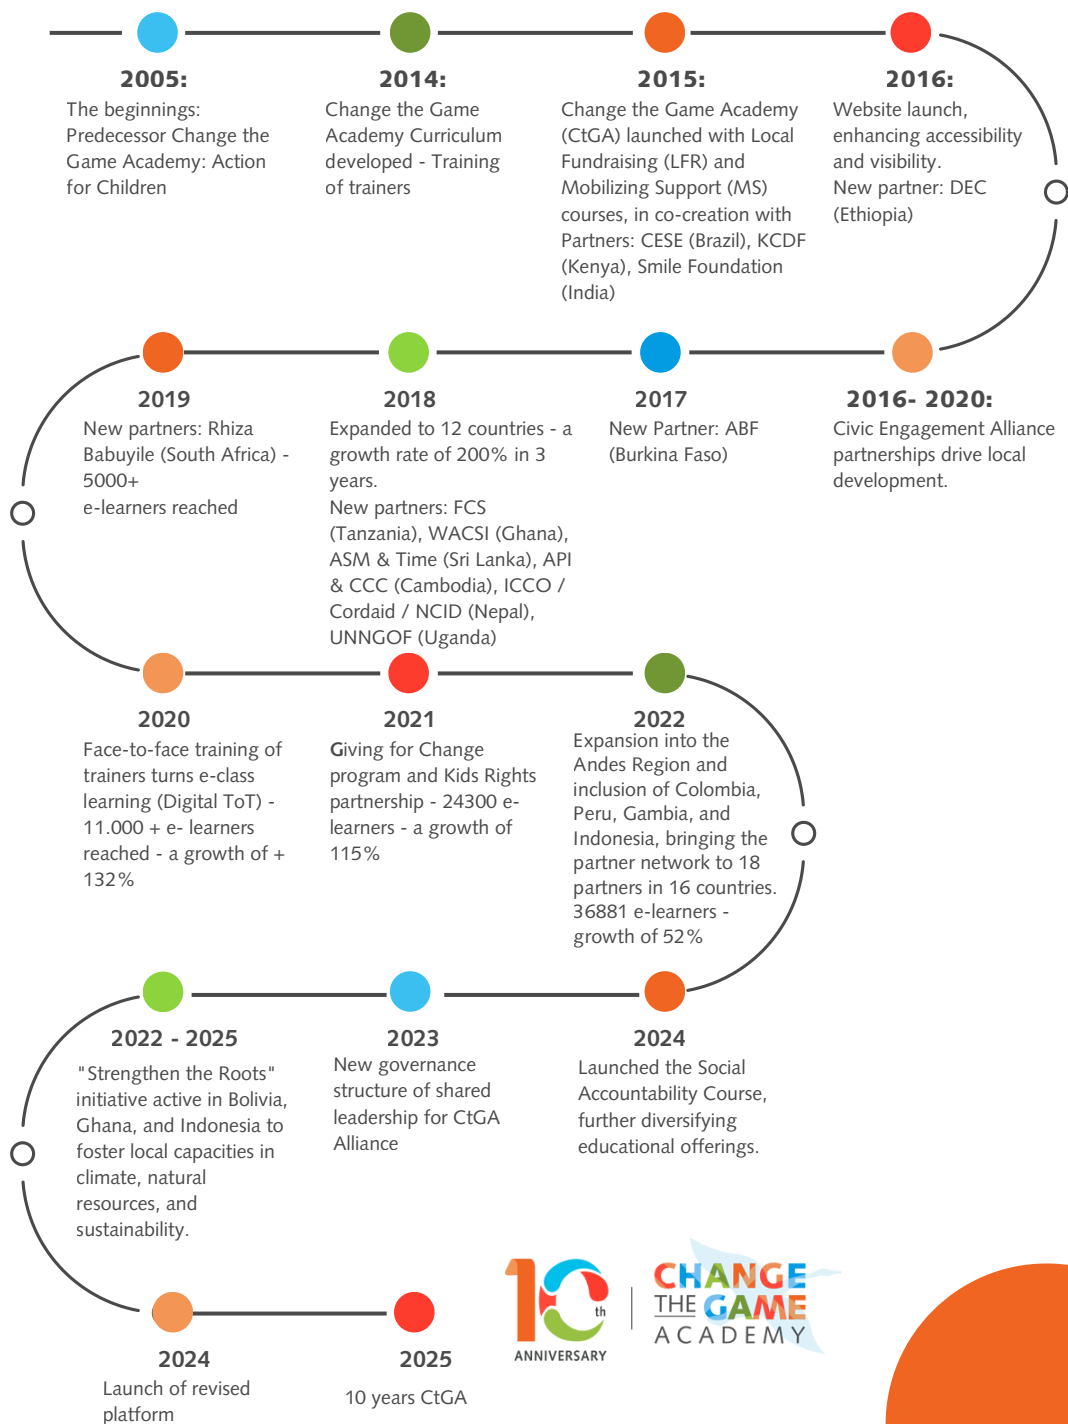 2005:
The beginnings:
Predecessor Change the
Game Academy: Action
for Children
2014:
Change the Game
Academy Curriculum
developed - Training
of trainers
2015:
Change the Game Academy
(CtGA) launched with Local
Fundraising (LFR) and
Mobilizing Support (MS)
courses, in co-creation with
Partners: CESE (Brazil), KCDF
(Kenya), Smile Foundation
(India)
2016:
Website launch,
enhancing accessibility
and visibility.
New partner: DEC
(Ethiopia)
2016- 2020:
Civic Engagement Alliance
partnerships drive local
development.
2017
New Partner: ABF
(Burkina Faso)
2018
Expanded to 12 countries - a
growth rate of 200% in 3
years.
New partners: FCS
(Tanzania), WACSI (Ghana),
ASM & Time (Sri Lanka), API
& CCC (Cambodia), ICCO /
Cordaid / NCID (Nepal),
UNNGOF (Uganda)
2019
New partners: Rhiza
Babuyile (South Africa) -
5000+
e-learners reached
2020
Face-to-face training of
trainers turns e-class
learning (Digital ToT) -
11.000 + e- learners
reached - a growth of +
132%
2021
Giving for Change
program and Kids Rights
partnership - 24300 e-
learners - a growth of
115%
2022
Expansion into the
Andes Region and
inclusion of Colombia,
Peru, Gambia, and
Indonesia, bringing the
partner network to 18
partners in 16 countries.
36881 e-learners -
growth of 52%
2024
Launched the Social
Accountability Course,
further diversifying
educational offerings.
2023
New governance
structure of shared
leadership for CtGA
Alliance
2022 - 2025
"Strengthen the Roots"
initiative active in Bolivia,
Ghana, and Indonesia to
foster local capacities in
climate, natural
resources, and
sustainability.
2024
Launch of revised
platform
2025
10 years CtGA
10th
ANNIVERSARY
CHANGE
THE GAME
ACADEMY